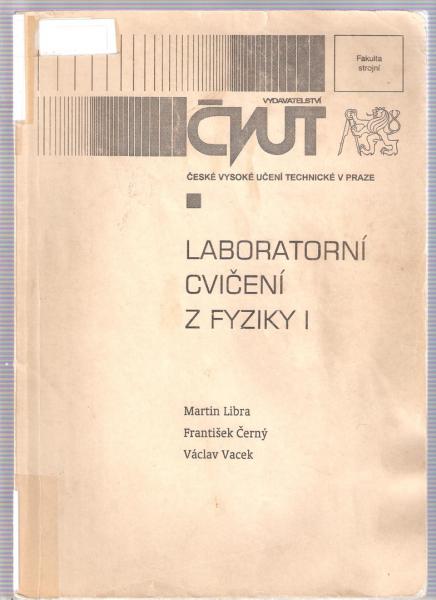 Fakulta
strojní
VYDAVATELSTVÍ
ČVUT
ČESKÉ VYSOKÉ UČENÍ TECHNICKÉ V PRAZE
LABORATORNÍ
CVIČENÍ
Z FYZIKY I
Martin Libra
František Černý
Václav Vacek